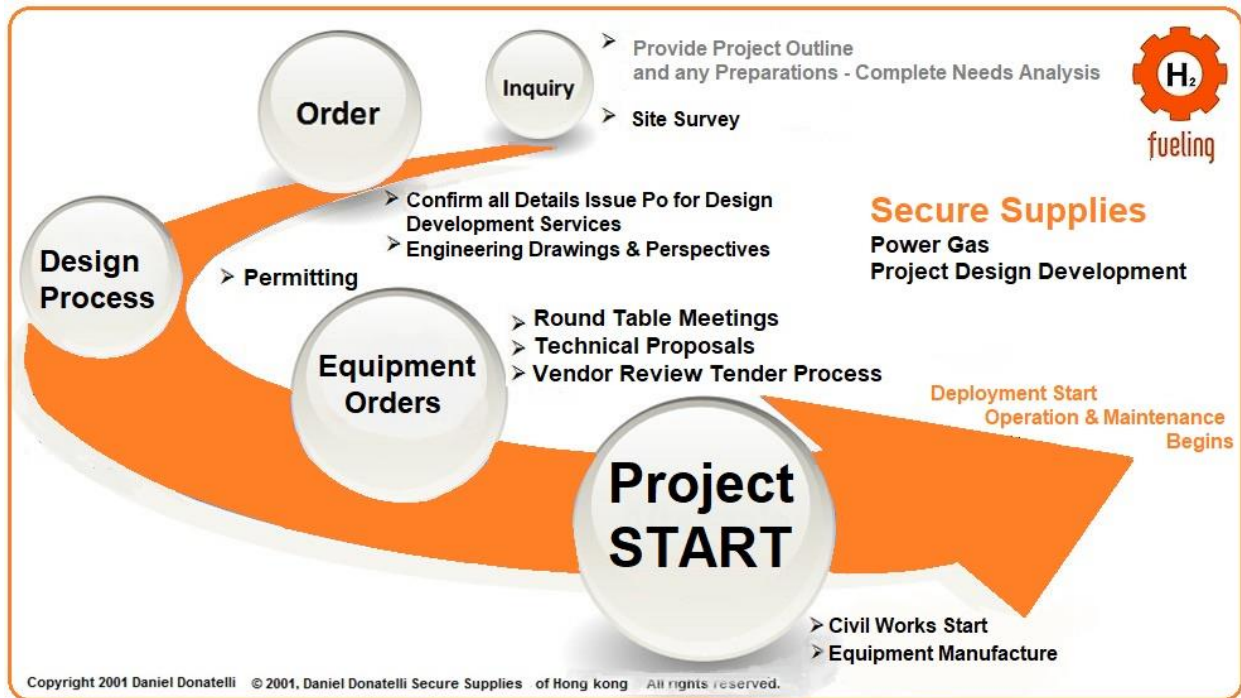 Inquiry
➢ Provide Project Outline
and any Preparations - Complete Needs Analysis
➢ Site Survey
H2
fueling
Order
➢ Confirm all Details Issue Po for Design
Development Services
➢ Engineering Drawings & Perspectives
Secure Supplies
Power Gas
Project Design Development
Design
Process
➢ Permitting
Equipment
Orders
➢ Round Table Meetings
➢ Technical Proposals
➢ Vendor Review Tender Process
Project
START
Deployment Start
Operation & Maintenance
Begins
➢ Civil Works Start
➢ Equipment Manufacture
Copyright 2001 Daniel Donatelli © 2001, Daniel Donatelli Secure Supplies of Hong kong All rights reserved.